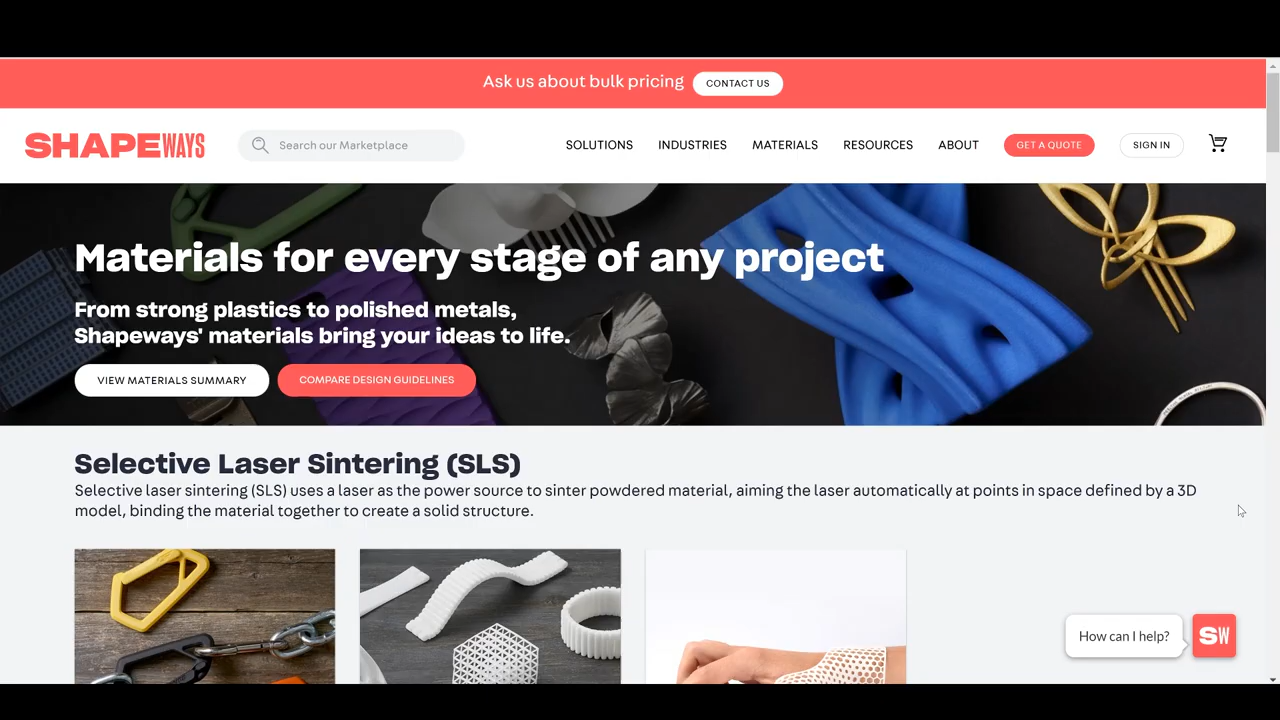 Ask us about bulk pricing CONTACT US
SHAPEWAYS Search our Marketplace SOLUTIONS INDUSTRIES MATERIALS RESOURCES ABOUT GET A QUOTE SIGN IN
Materials for every stage of any project
From strong plastics to polished metals,
Shapeways' materials bring your ideas to life.
VIEW MATERIALS SUMMARY COMPARE DESIGN GUIDELINES
Selective Laser Sintering (SLS)
Selective laser sintering (SLS) uses a laser as the power source to sinter powdered material, aiming the laser automatically at points in space defined by a 3D
model, binding the material together to create a solid structure.
How can I help? SW